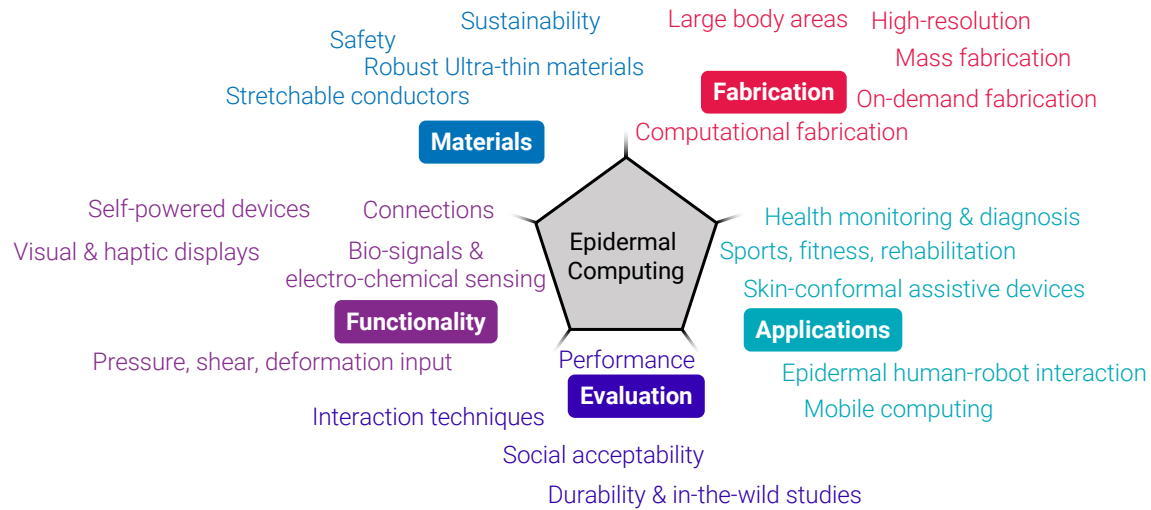 Sustainability
Safety
Robust Ultra-thin materials
Stretchable conductors
Materials
Large body areas
High-resolution
Mass fabrication
Fabrication
On-demand fabrication
Computational fabrication
Self-powered devices
Connections
Visual & haptic displays
Bio-signals &
electro-chemical sensing
Functionality
Pressure, shear, deformation input
Epidermal
Computing
Health monitoring & diagnosis
Sports, fitness, rehabilitation
Skin-conformal assistive devices
Applications
Epidermal human-robot interaction
Mobile computing
Performance
Evaluation
Interaction techniques
Social acceptability
Durability & in-the-wild studies